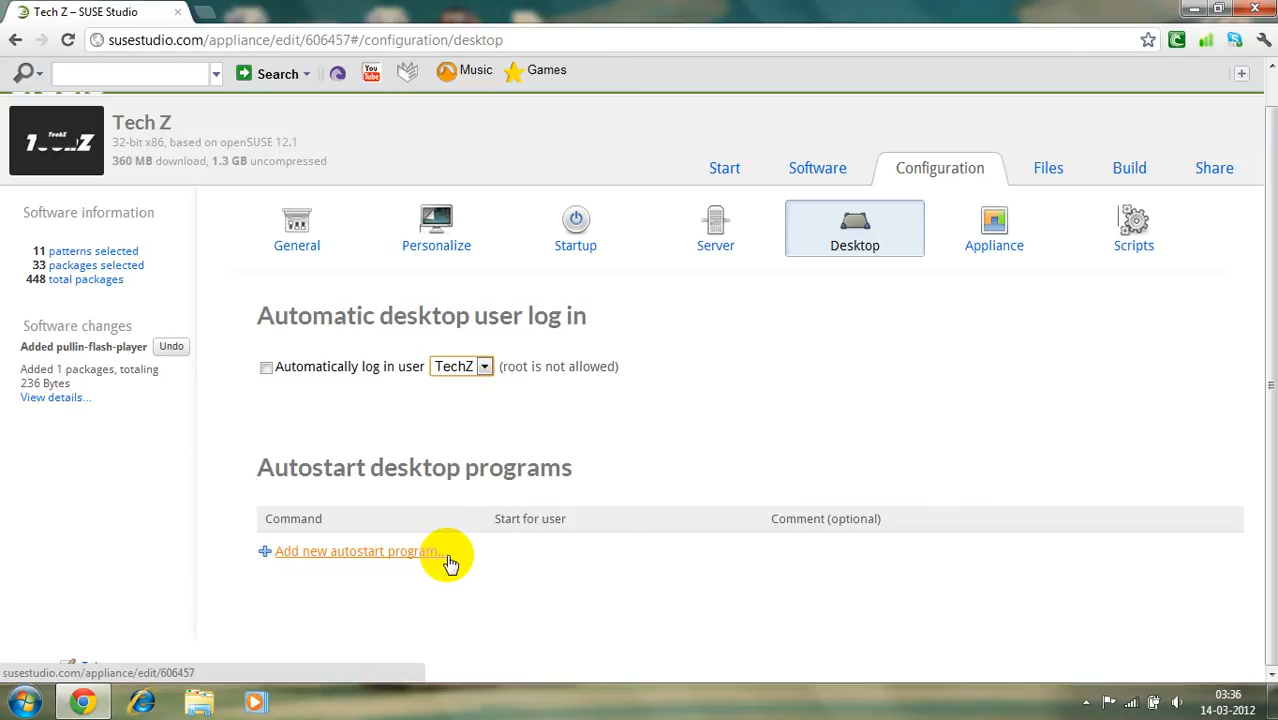 Tech Z – SUSE Studio
susestudio.com/appliance/edit/606457#/configuration/desktop
Search
You Tube
Music
Games
TechZ
TechZ
Tech Z
32-bit x86, based on openSUSE 12.1
360 MB download, 1.3 GB uncompressed
Start
Software
Configuration
Files
Build
Share
General
Personalize
Startup
Server
Desktop
Appliance
Scripts
Software information
11 patterns selected
33 packages selected
448 total packages
Software changes
Added pullin-flash-player
Undo
Added 1 packages, totaling
236 Bytes
View details...
Automatic desktop user log in
Automatically log in user TechZ (root is not allowed)
Autostart desktop programs
Command
Start for user
Comment (optional)
Add new autostart program...
susestudio.com/appliance/edit/606457
03:36
14-03-2012